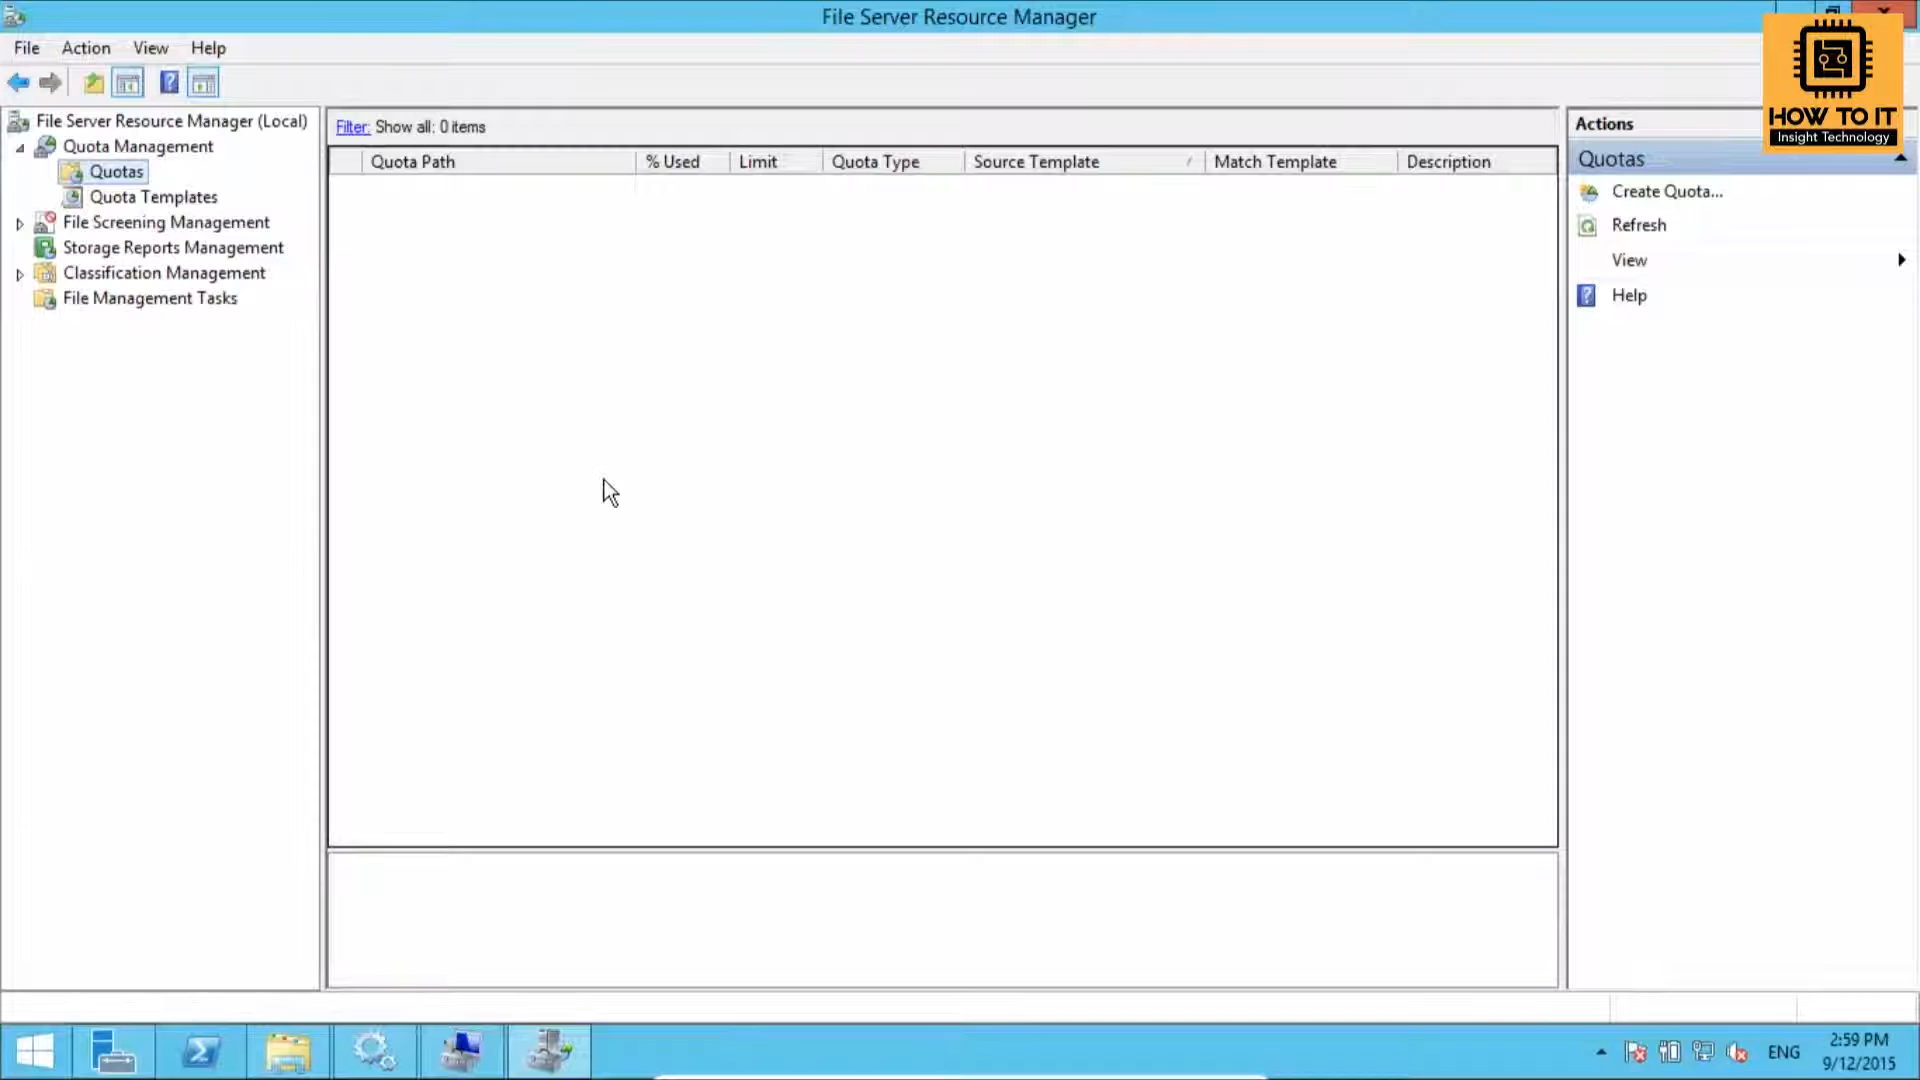 File Server Resource Manager
File Action View Help
HOW TO IT
Insight Technology
File Server Resource Manager (Local)
Quota Management
Quotas
Quota Templates
File Screening Management
Storage Reports Management
Classification Management
File Management Tasks
Filter: Show all: 0 items
Quota Path % Used Limit Quota Type Source Template Match Template Description
Actions
Quotas
Create Quota...
Refresh
View
Help
ENG
2:59 PM
9/12/2015